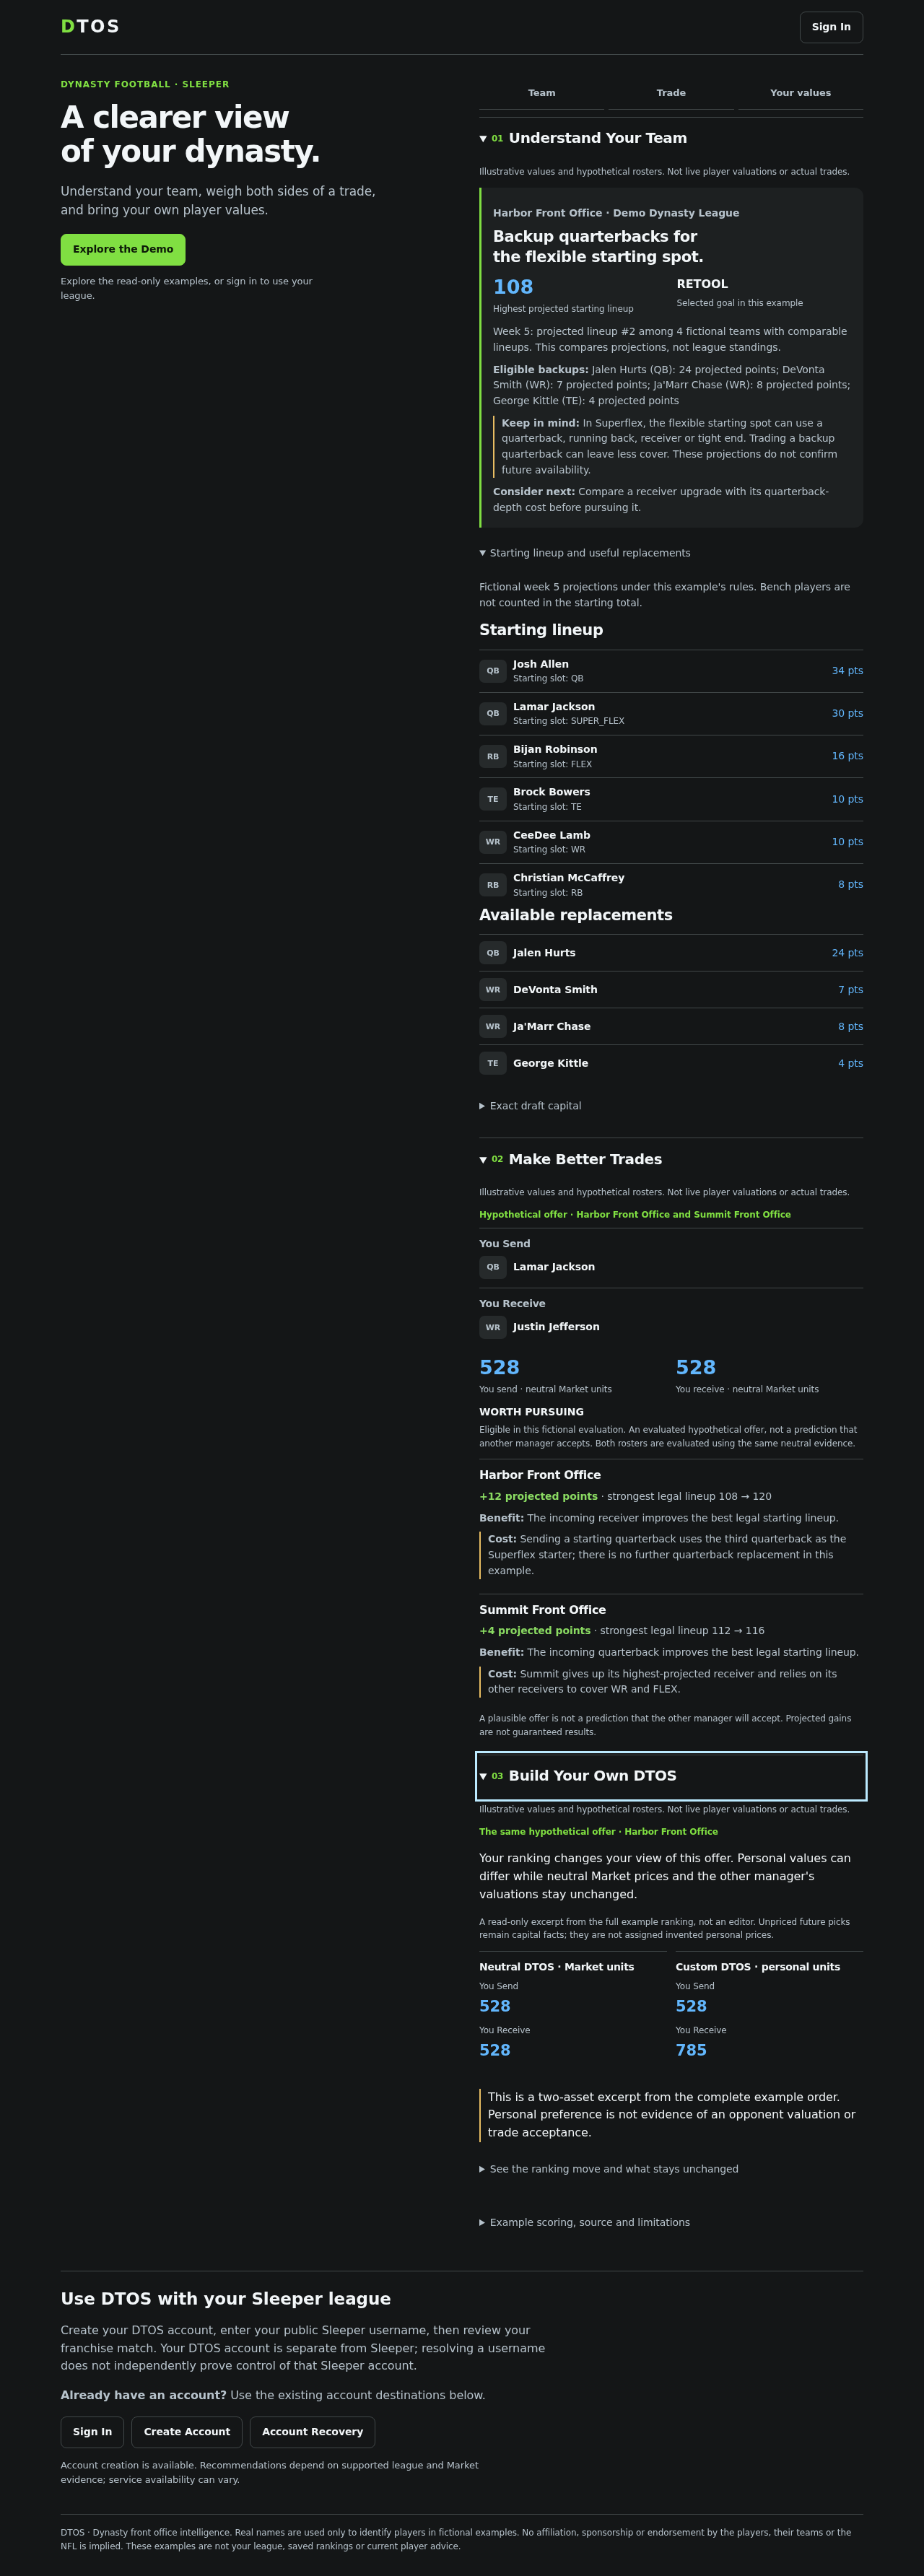 DTOS
Sign In
DYNASTY FOOTBALL · SLEEPER
A clearer view
of your dynasty.
Understand your team, weigh both sides of a trade,
and bring your own player values.
Explore the Demo
Explore the read-only examples, or sign in to use your
league.
Team
Trade
Your values
▼ 01 Understand Your Team
Illustrative values and hypothetical rosters. Not live player valuations or actual trades.
Harbor Front Office · Demo Dynasty League
Backup quarterbacks for
the flexible starting spot.
108
Highest projected starting lineup
RETOOL
Selected goal in this example
Week 5: projected lineup #2 among 4 fictional teams with comparable
lineups. This compares projections, not league standings.
Eligible backups: Jalen Hurts (QB): 24 projected points; DeVonta
Smith (WR): 7 projected points; Ja'Marr Chase (WR): 8 projected points;
George Kittle (TE): 4 projected points
Keep in mind: In Superflex, the flexible starting spot can use a
quarterback, running back, receiver or tight end. Trading a backup
quarterback can leave less cover. These projections do not confirm
future availability.
Consider next: Compare a receiver upgrade with its quarterback-
depth cost before pursuing it.
▼ Starting lineup and useful replacements
Fictional week 5 projections under this example's rules. Bench players are
not counted in the starting total.
Starting lineup
QB Josh Allen 34 pts
Starting slot: QB
QB Lamar Jackson 30 pts
Starting slot: SUPER_FLEX
RB Bijan Robinson 16 pts
Starting slot: FLEX
TE Brock Bowers 10 pts
Starting slot: TE
WR CeeDee Lamb 10 pts
Starting slot: WR
RB Christian McCaffrey 8 pts
Starting slot: RB
Available replacements
QB Jalen Hurts 24 pts
WR DeVonta Smith 7 pts
WR Ja'Marr Chase 8 pts
TE George Kittle 4 pts
▶ Exact draft capital
▼ 02 Make Better Trades
Illustrative values and hypothetical rosters. Not live player valuations or actual trades.
Hypothetical offer · Harbor Front Office and Summit Front Office
You Send
QB Lamar Jackson
You Receive
WR Justin Jefferson
528
You send · neutral Market units
528
You receive · neutral Market units
WORTH PURSUING
Eligible in this fictional evaluation. An evaluated hypothetical offer, not a prediction that
another manager accepts. Both rosters are evaluated using the same neutral evidence.
Harbor Front Office
+12 projected points · strongest legal lineup 108 → 120
Benefit: The incoming receiver improves the best legal starting lineup.
Cost: Sending a starting quarterback uses the third quarterback as the
Superflex starter; there is no further quarterback replacement in this
example.
Summit Front Office
+4 projected points · strongest legal lineup 112 → 116
Benefit: The incoming quarterback improves the best legal starting lineup.
Cost: Summit gives up its highest-projected receiver and relies on its
other receivers to cover WR and FLEX.
A plausible offer is not a prediction that the other manager will accept. Projected gains
are not guaranteed results.
▼ 03 Build Your Own DTOS
Illustrative values and hypothetical rosters. Not live player valuations or actual trades.
The same hypothetical offer · Harbor Front Office
Your ranking changes your view of this offer. Personal values can
differ while neutral Market prices and the other manager's
valuations stay unchanged.
A read-only excerpt from the full example ranking, not an editor. Unpriced future picks
remain capital facts; they are not assigned invented personal prices.
Neutral DTOS · Market units
You Send
528
You Receive
528
Custom DTOS · personal units
You Send
528
You Receive
785
This is a two-asset excerpt from the complete example order.
Personal preference is not evidence of an opponent valuation or
trade acceptance.
▶ See the ranking move and what stays unchanged
▶ Example scoring, source and limitations
Use DTOS with your Sleeper league
Create your DTOS account, enter your public Sleeper username, then review your
franchise match. Your DTOS account is separate from Sleeper; resolving a username
does not independently prove control of that Sleeper account.
Already have an account? Use the existing account destinations below.
Sign In
Create Account
Account Recovery
Account creation is available. Recommendations depend on supported league and Market
evidence; service availability can vary.
DTOS · Dynasty front office intelligence. Real names are used only to identify players in fictional examples. No affiliation, sponsorship or endorsement by the players, their teams or the
NFL is implied. These examples are not your league, saved rankings or current player advice.